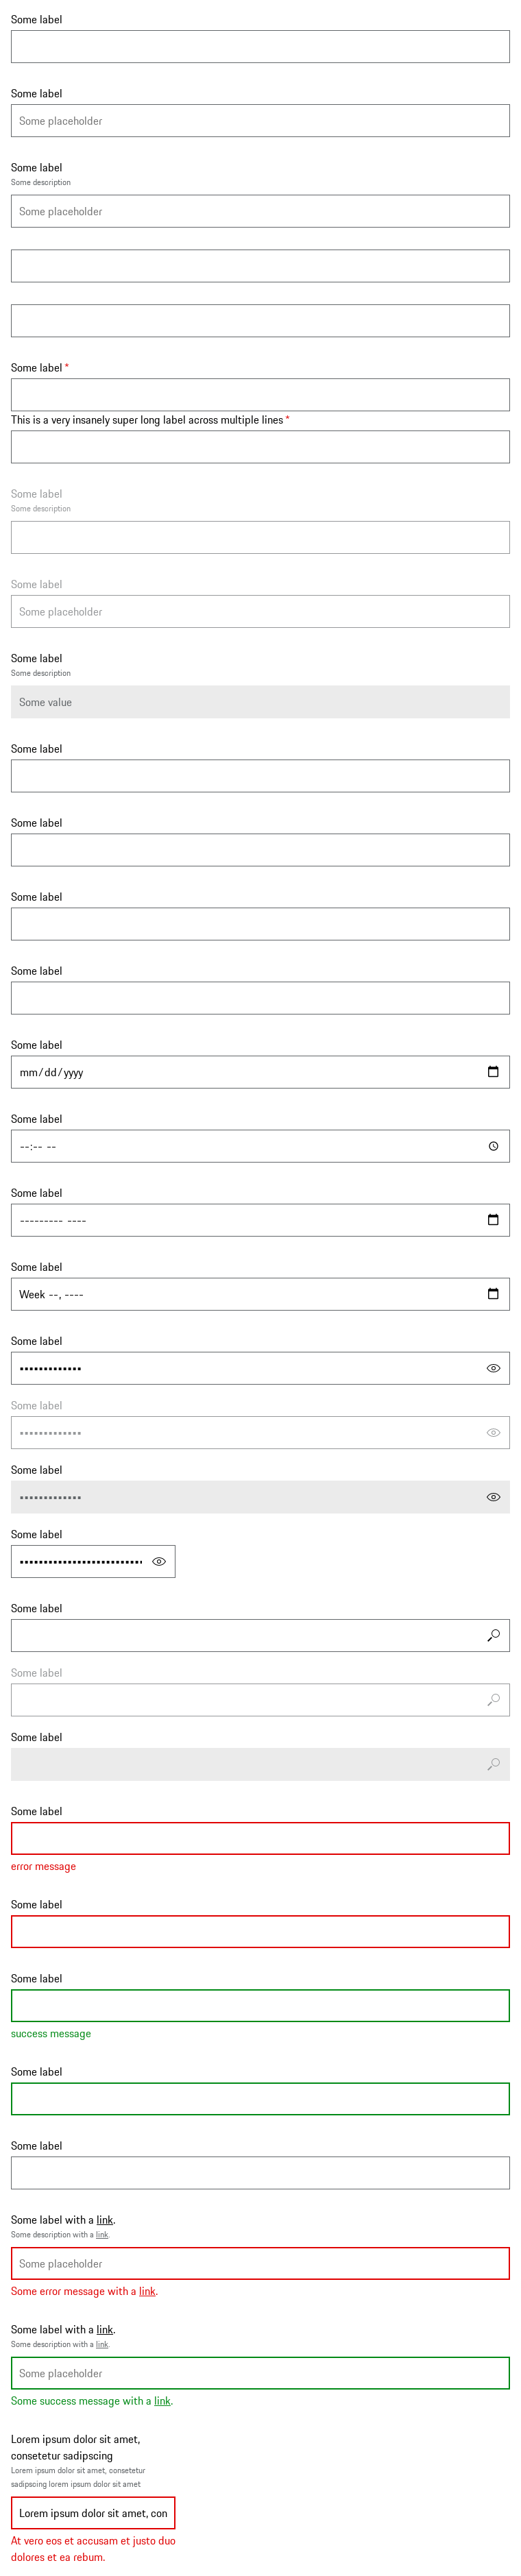 Some label
Some label
Some placeholder
Some label
Some description
Some placeholder
Some label *
This is a very insanely super long label across multiple lines *
Some label
Some description
Some label
Some placeholder
Some label
Some description
Some value
Some label
Some label
Some label
Some label
Some label
mm/dd/yyyy
Some label
--:-- --
Some label
--------- ----
Some label
Week --, ----
Some label
•••••••••••••
Some label
•••••••••••••
Some label
•••••••••••••
Some label
••••••••••••••••••••••••••
Some label
Some label
Some label
Some label
error message
Some label
Some label
success message
Some label
Some label
Some label with a link.
Some description with a link.
Some placeholder
Some error message with a link.
Some label with a link.
Some description with a link.
Some placeholder
Some success message with a link.
Lorem ipsum dolor sit amet,
consetetur sadipscing
Lorem ipsum dolor sit amet, consetetur
sadipscing lorem ipsum dolor sit amet
Lorem ipsum dolor sit amet, con
At vero eos et accusam et justo duo
dolores et ea rebum.